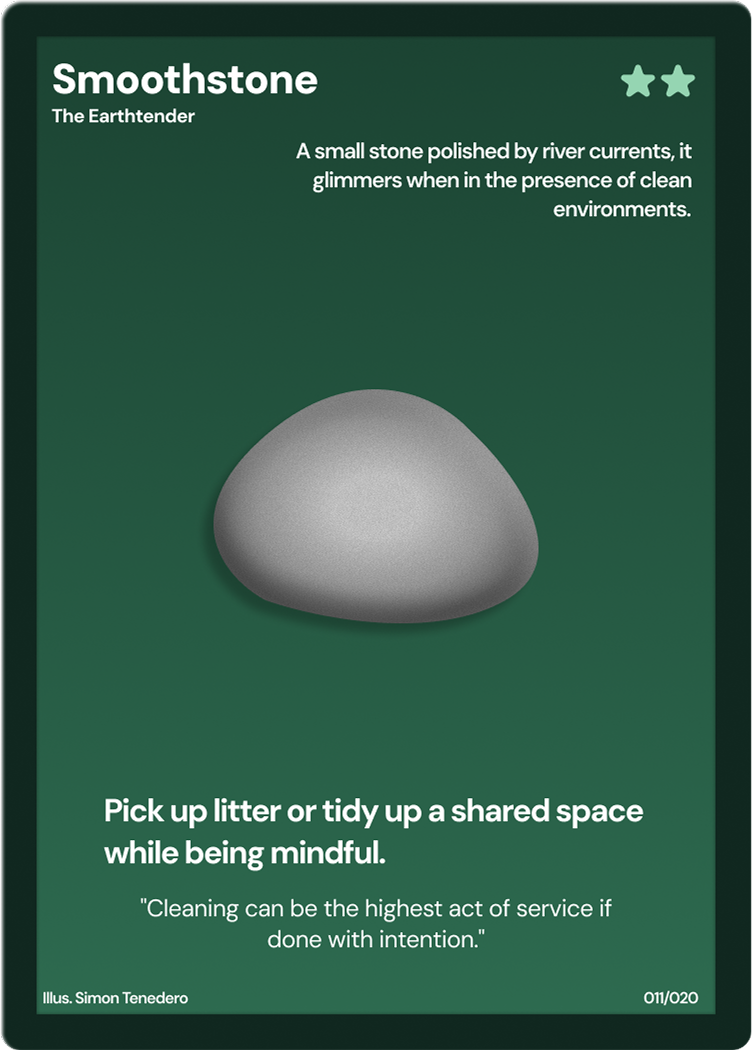 Smoothstone
The Earthtender
A small stone polished by river currents, it
glimmers when in the presence of clean
environments.
Pick up litter or tidy up a shared space
while being mindful.
"Cleaning can be the highest act of service if
done with intention."
Illus. Simon Tenedero
011/020